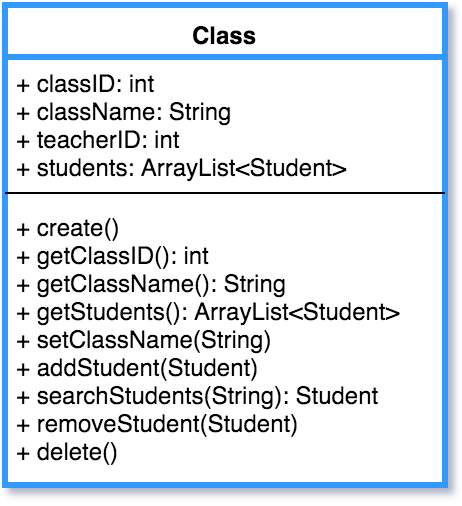 Class
+ classID: int
+ className: String
+ teacherID: int
+ students: ArrayList<Student>
+ create()
+ getClassID(): int
+ getClassName(): String
+ getStudents(): ArrayList<Student>
+ setClassName(String)
+ addStudent(Student)
+ searchStudents(String): Student
+ removeStudent(Student)
+ delete()